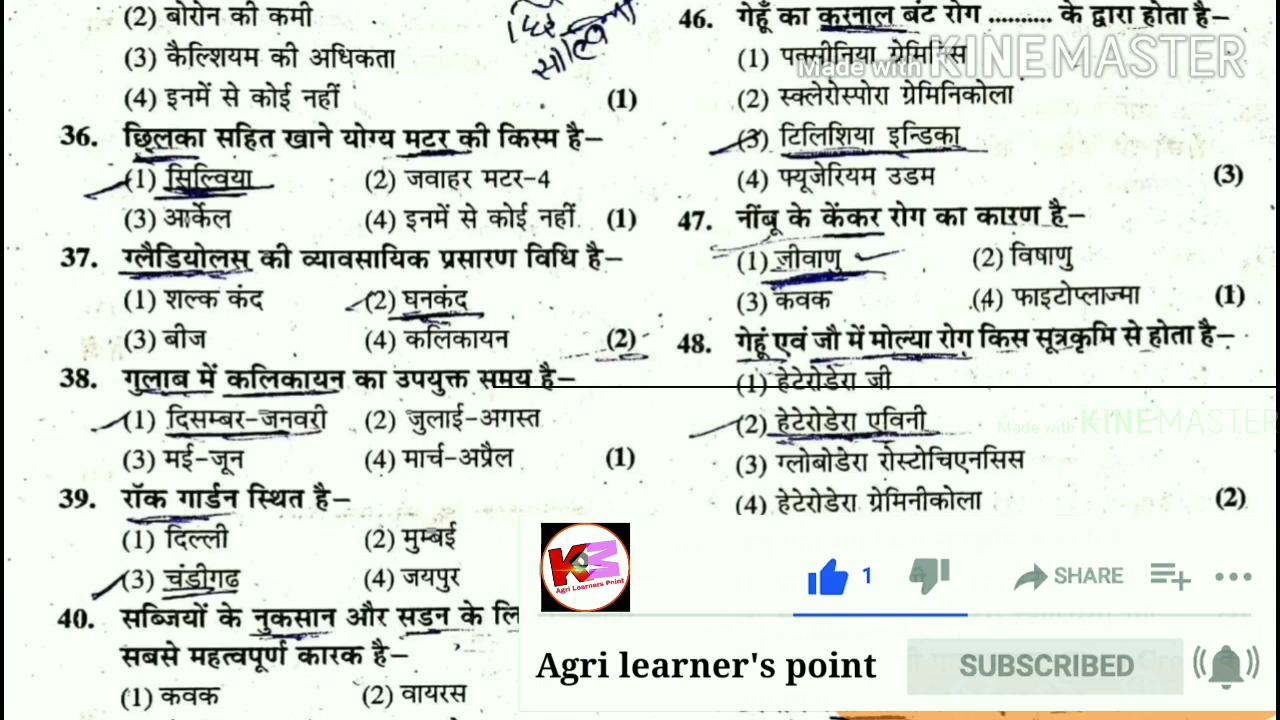 (2) बोरोन की कमी
(3) कैल्शियम की अधिकता
(4) इनमें से कोई नहीं (1)
36. छिलका सहित खाने योग्य मटर की किस्म है–
(1) सिल्विया (2) जवाहर मटर-4
(3) आर्केल (4) इनमें से कोई नहीं. (1)
37. ग्लैडियोलस की व्यावसायिक प्रसारण विधि है–
(1) शल्क कंद (2) घनकंद
(3) बीज (4) कलिकायन (2)
38. गुलाब में कलिकायन का उपयुक्त समय है–
(1) दिसम्बर-जनवरी (2) जुलाई-अगस्त
(3) मई-जून (4) मार्च-अप्रैल (1)
39. रॉक गार्डन स्थित है–
(1) दिल्ली (2) मुम्बई
(3) चंडीगढ (4) जयपुर
40. सब्जियों के नुकसान और सडन के लि
सबसे महत्वपूर्ण कारक है–
(1) कवक (2) वायरस
46. गेहूँ का करनाल बंट रोग .......... के द्वारा होता है–
(1) पक्सीनिया ग्रेमिनिस
Made with KINEMASTER
(2) स्क्लेरोस्पोरा ग्रेमिनिकोला
(3) टिलिशिया इन्डिका
(4) फ्यूजेरियम उडम (3)
47. नींबू के केंकर रोग का कारण है–
(1) जीवाणु (2) विषाणु
(3) कवक (4) फाइटोप्लाज्मा (1)
48. गेहूं एवं जौ में मोल्या रोग किस सूत्रकृमि से होता है–
(1) हेटेरोडेरा जी
(2) हेटेरोडेरा एविनी
Made with KINEMASTER
(3) ग्लोबोडेरा रोस्टोचिएनसिस
(4) हेटेरोडेरा ग्रेमिनीकोला (2)
KM
Agri Learners Point
1 SHARE
Agri learner's point SUBSCRIBED